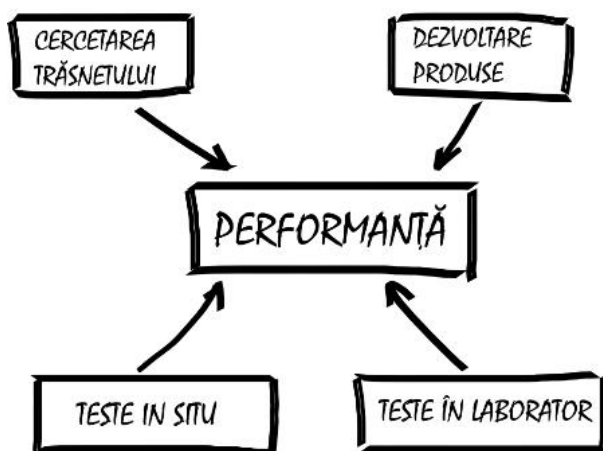 CERCETAREA
TRĂSNETULUI
DEZVOLTARE
PRODUSE
PERFORMANȚĂ
TESTE IN SITU
TESTE ÎN LABORATOR